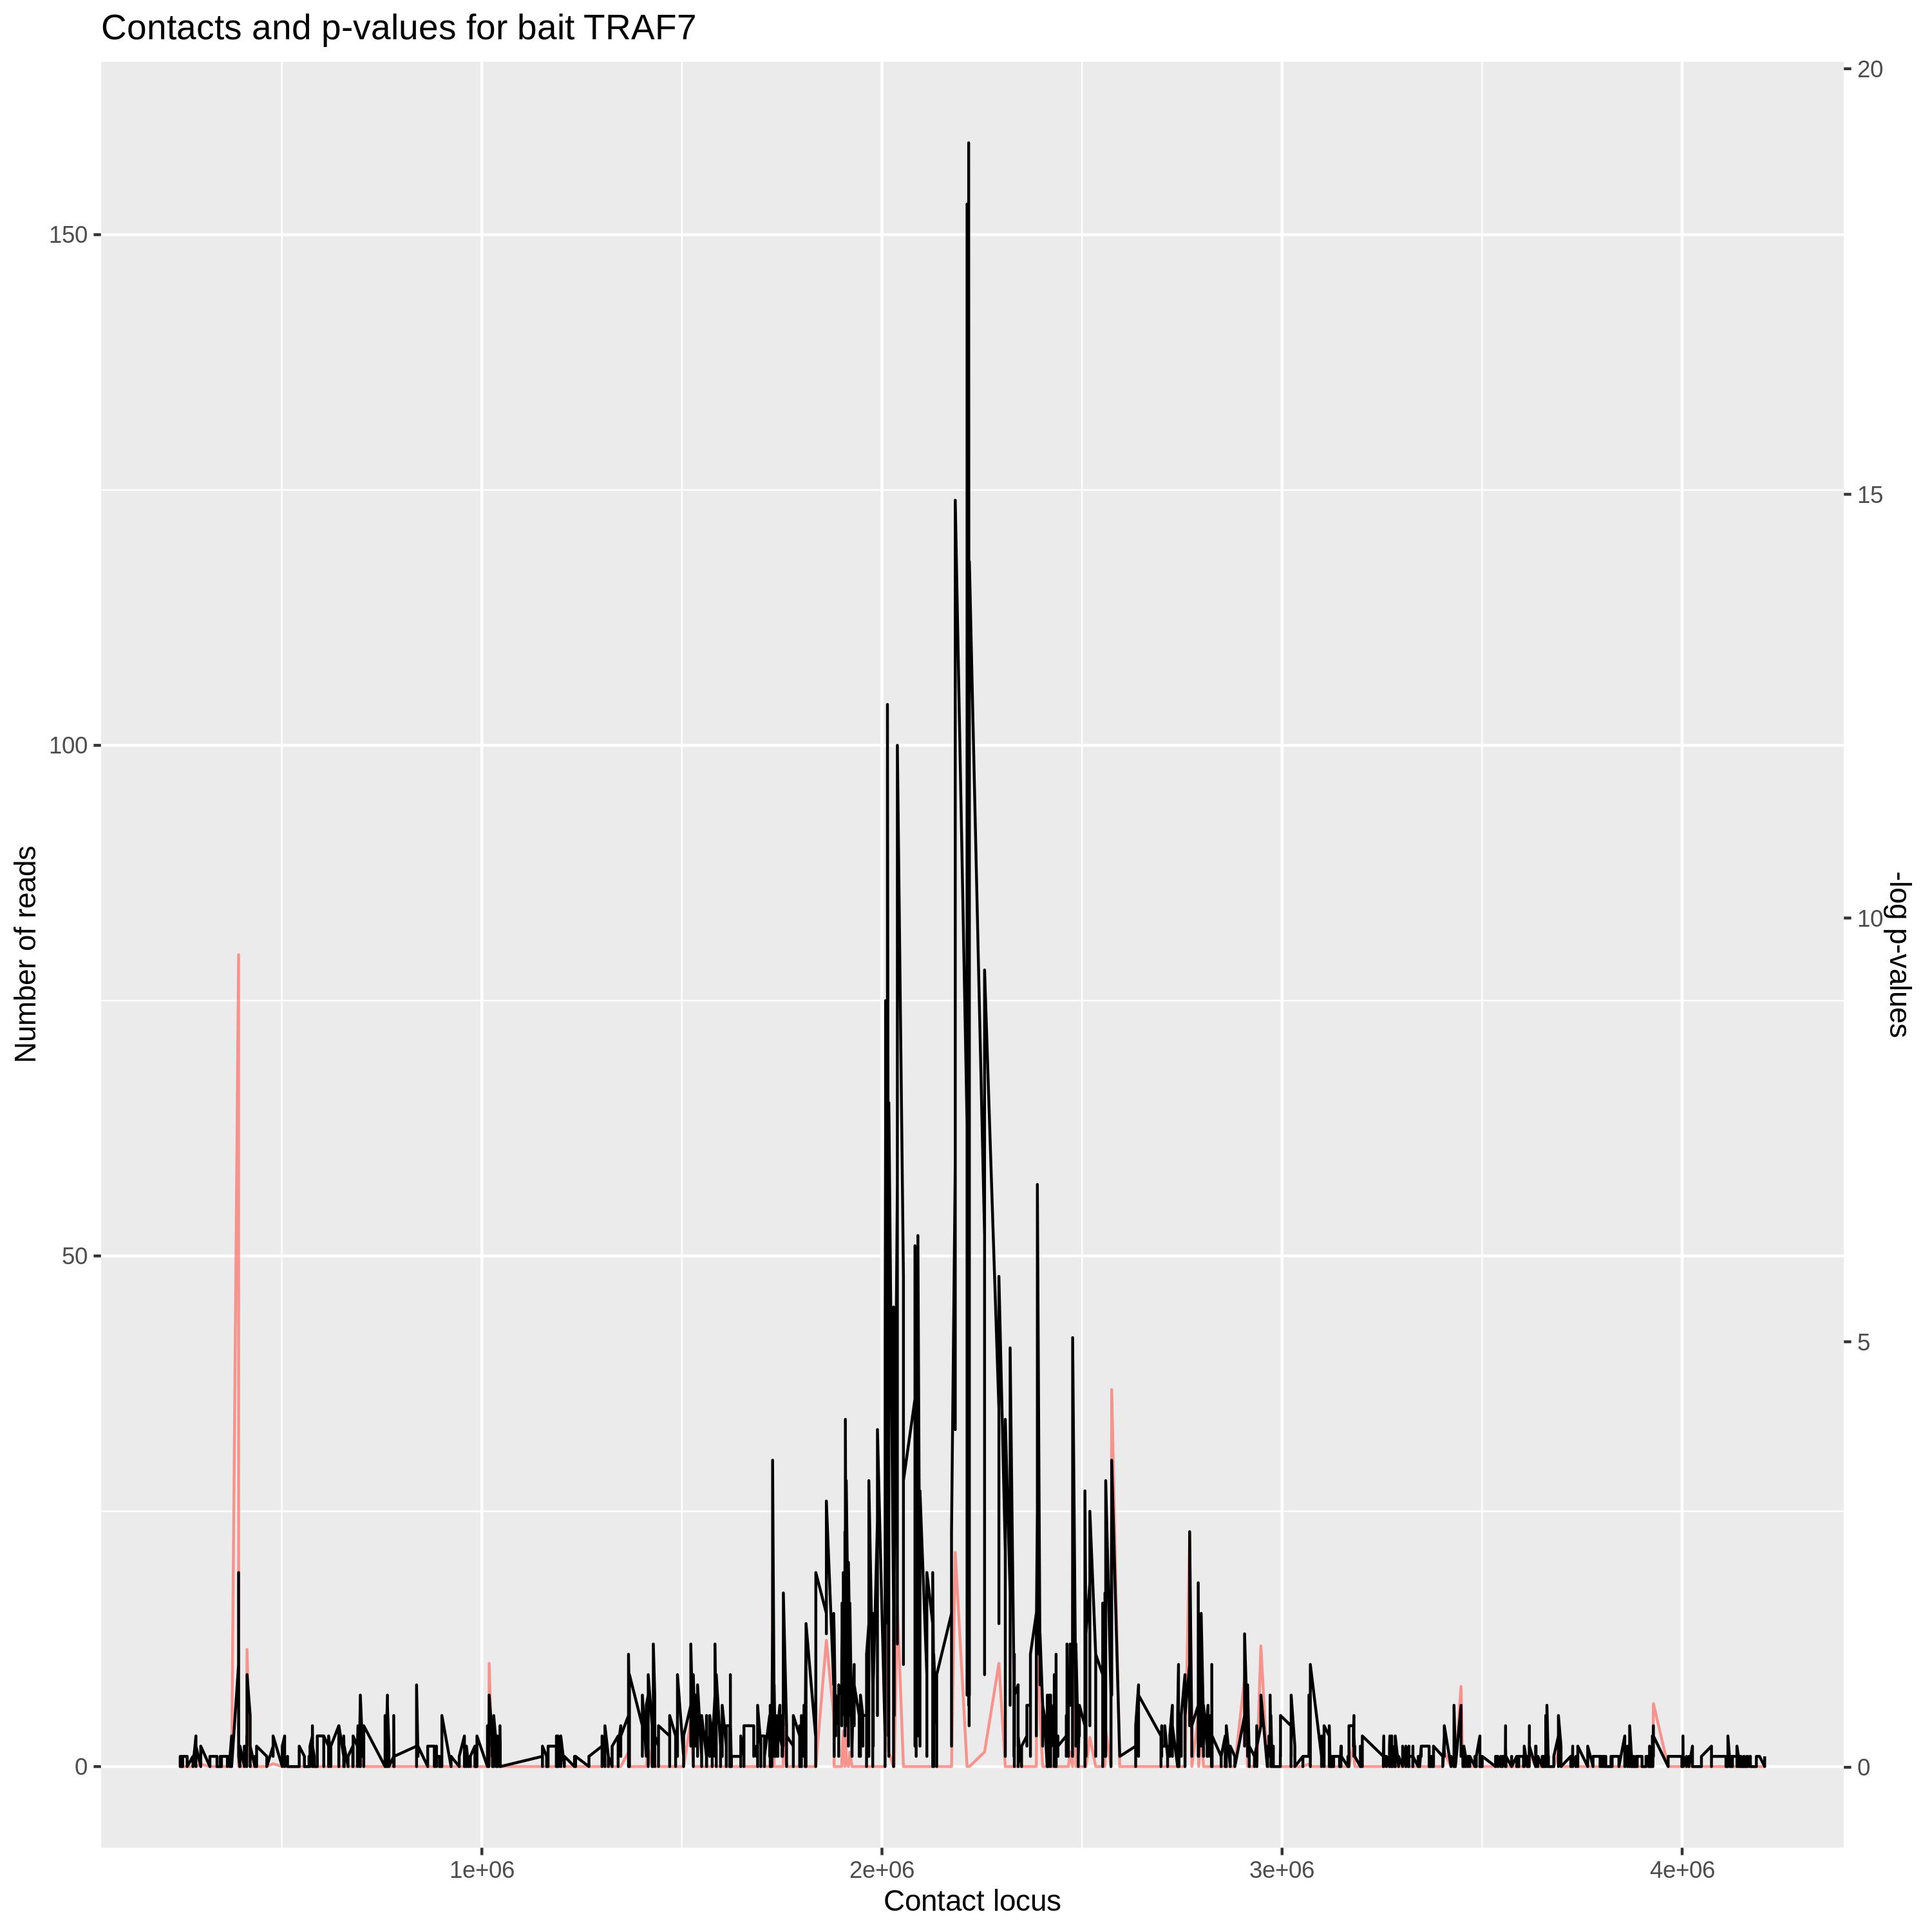 Contacts and p-values for bait TRAF7
20
150
15
100
10
Number of reads
-log p-values
50
5
0
0
1e+06
2e+06
3e+06
4e+06
Contact locus